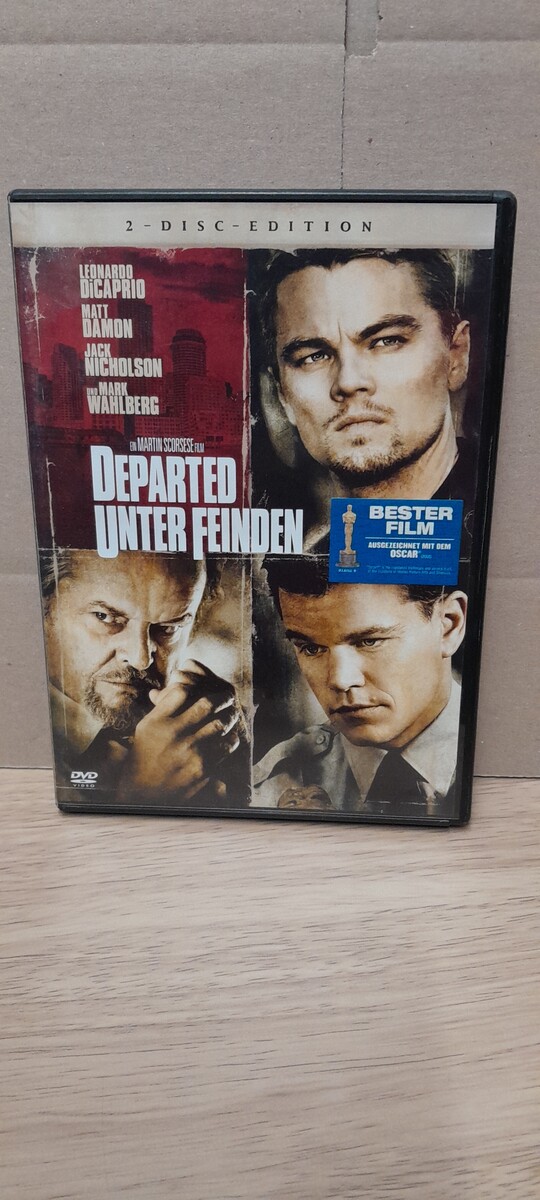 2-DISC-EDITION
LEONARDO
DiCAPRIO
MATT
DAMON
JACK
NICHOLSON
UND MARK
WAHLBERG
EIN MARTIN SCORSESE FILM
DEPARTED
UNTER FEINDEN
BESTER
FILM
AUSGEZEICHNET MIT DEM
OSCAR
DVD
VIDEO